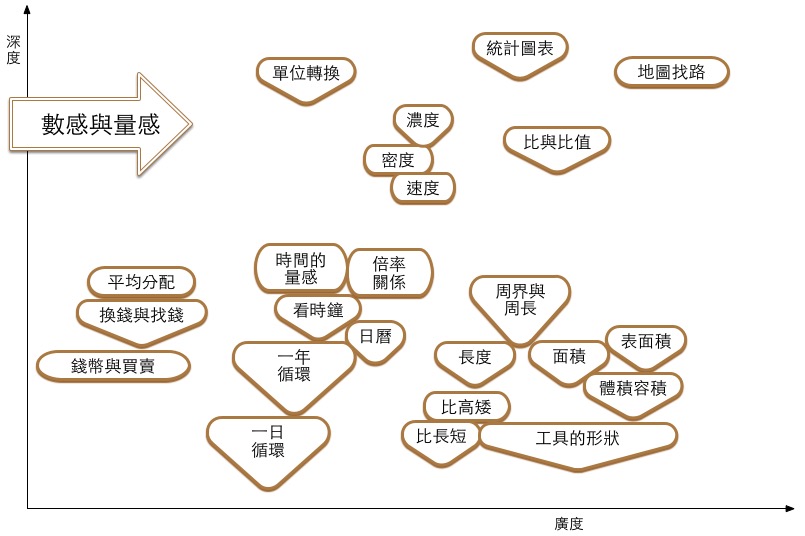 深
度
統計圖表
單位轉換
地圖找路
數感與量感
濃度
比與比值
密度
速度
時間的
量感
倍率
關係
平均分配
周界與
周長
換錢與找錢
看時鐘
日曆
表面積
一年
循環
長度
面積
錢幣與買賣
體積容積
比高矮
一日
循環
比長短
工具的形狀
廣度